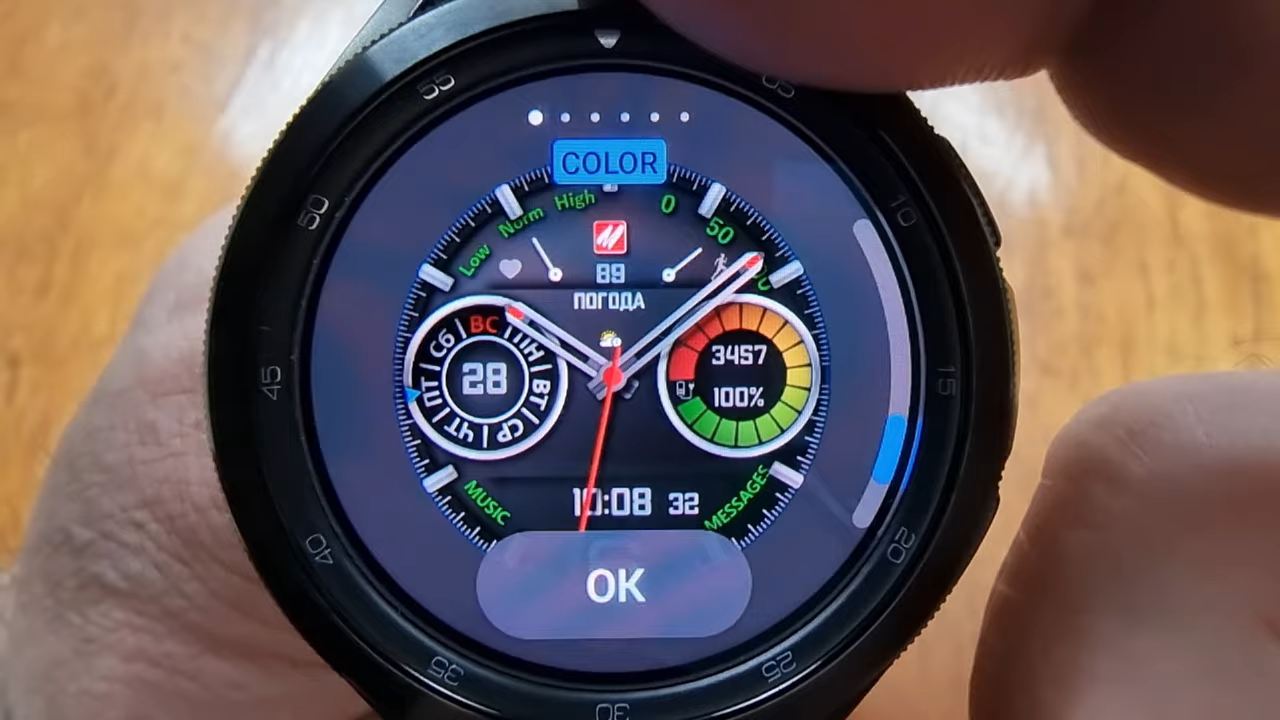 55
05
COLOR
Low Norm High 0 50
50
10
89
ПОГОДА
ВС ПН ВТ СР ЧТ ПТ Сб
28
3457
100%
45
15
MUSIC
10:08 32
MESSAGES
OK
40
20
35
25
30